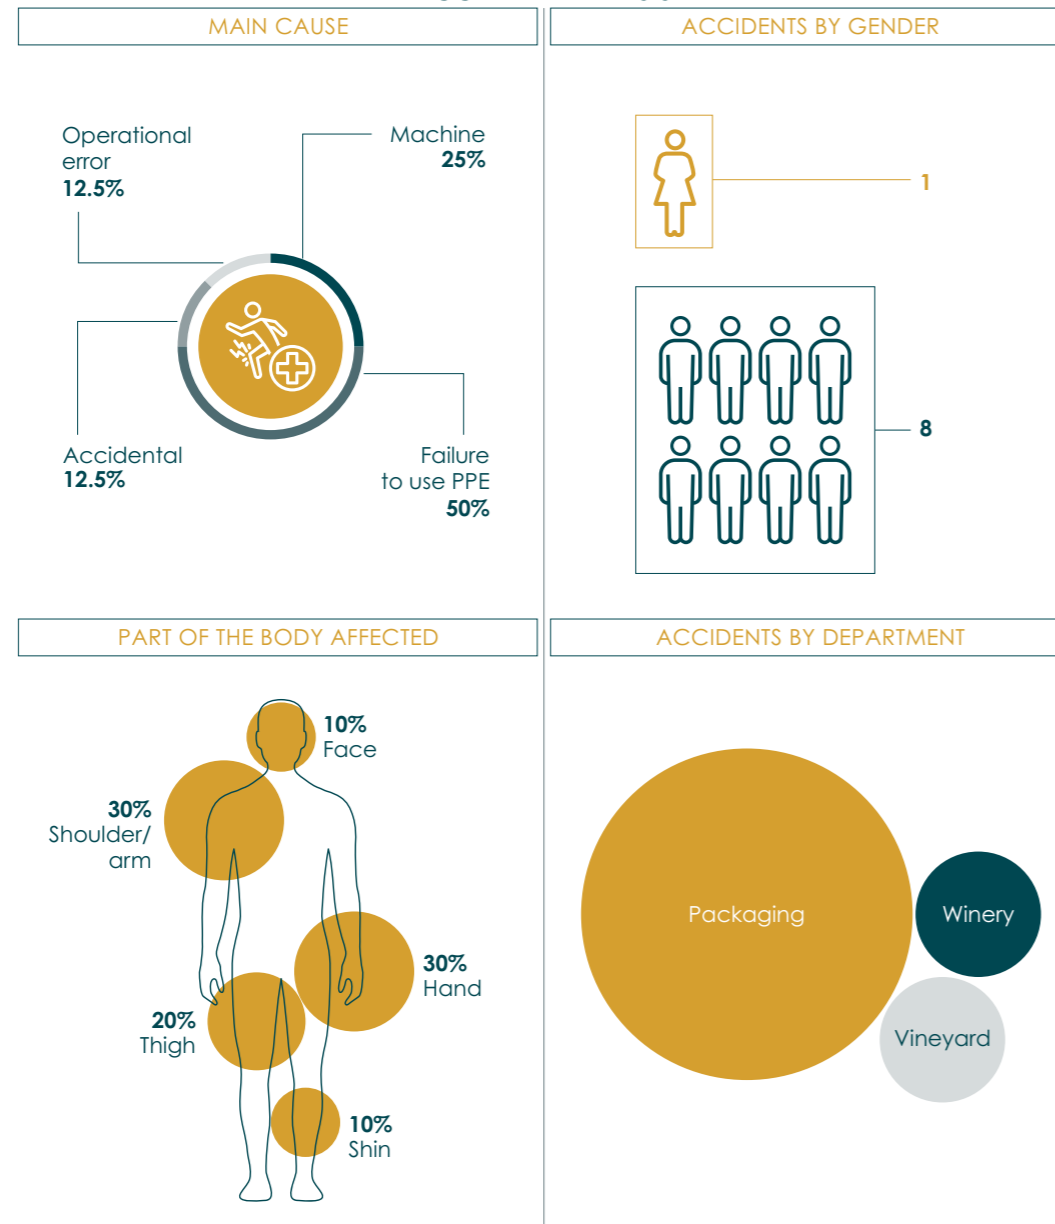 MAIN CAUSE
Operational
error
12.5%
Machine
25%
Accidental
12.5%
Failure
to use PPE
50%
ACCIDENTS BY GENDER
1
8
PART OF THE BODY AFFECTED
10%
Face
30%
Shoulder/
arm
30%
Hand
20%
Thigh
10%
Shin
ACCIDENTS BY DEPARTMENT
Packaging
Winery
Vineyard